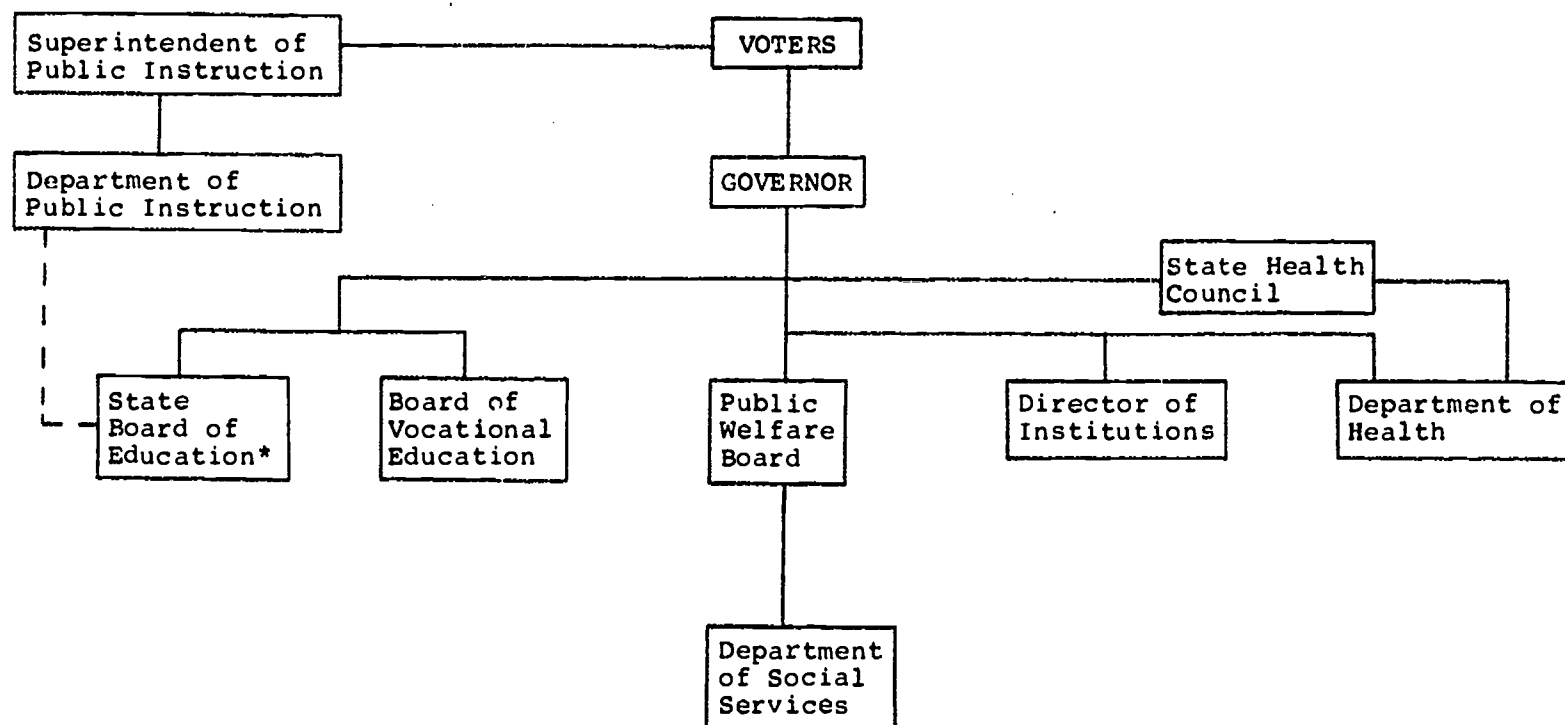 Superintendent of
Public Instruction
VOTERS
Department of
Public Instruction
GOVERNOR
State Health
Council
State
Board of
Education*
Board of
Vocational
Education
Public
Welfare
Board
Director of
Institutions
Department of
Health
Department
of Social
Services